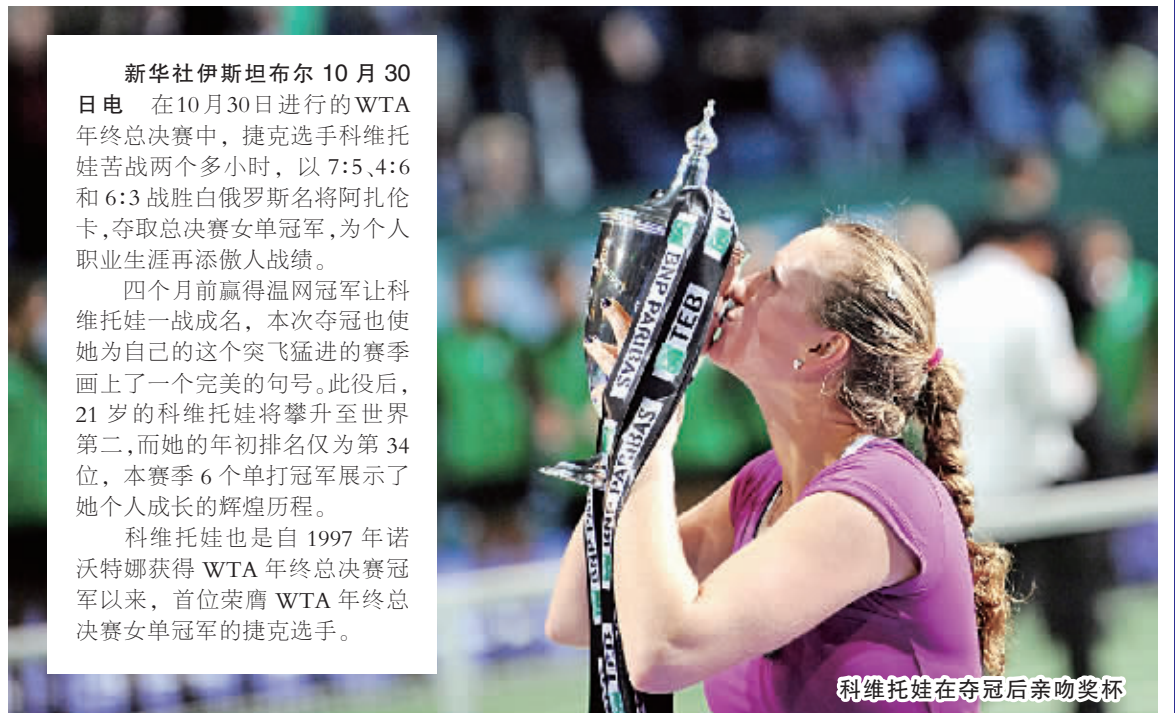 新华社伊斯坦布尔 10 月 30
日电 在10月30日进行的WTA
年终总决赛中，捷克选手科维托
娃苦战两个多小时，以 7∶5、4∶6
和 6∶3 战胜白俄罗斯名将阿扎伦
卡，夺取总决赛女单冠军，为个人
职业生涯再添傲人战绩。
四个月前赢得温网冠军让科
维托娃一战成名，本次夺冠也使
她为自己的这个突飞猛进的赛季
画上了一个完美的句号。此役后，
21 岁的科维托娃将攀升至世界
第二，而她的年初排名仅为第 34
位，本赛季 6 个单打冠军展示了
她个人成长的辉煌历程。
科维托娃也是自 1997 年诺
沃特娜获得 WTA 年终总决赛冠
军以来，首位荣膺 WTA 年终总
决赛女单冠军的捷克选手。
BNP PARIBAS
TEB
PARIBAS
科维托娃在夺冠后亲吻奖杯